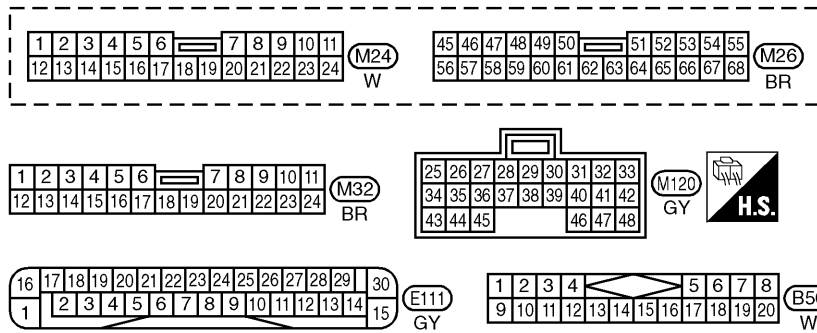 1 2 3 4 5 6 7 8 9 10 11
12 13 14 15 16 17 18 19 20 21 22 23 24
M24
W
45 46 47 48 49 50 51 52 53 54 55
56 57 58 59 60 61 62 63 64 65 66 67 68
M26
BR
1 2 3 4 5 6 7 8 9 10 11
12 13 14 15 16 17 18 19 20 21 22 23 24
M32
BR
25 26 27 28 29 30 31 32 33
34 35 36 37 38 39 40 41 42
43 44 45 46 47 48
M120
GY
H.S.
16 17 18 19 20 21 22 23 24 25 26 27 28 29 30
1 2 3 4 5 6 7 8 9 10 11 12 13 14 15
E111
GY
1 2 3 4 5 6 7 8
9 10 11 12 13 14 15 16 17 18 19 20
W